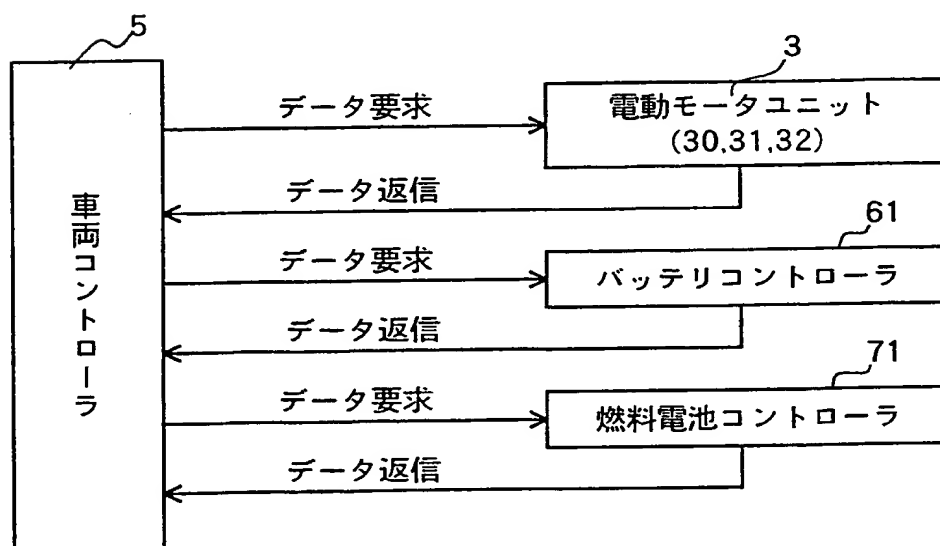 5
車両コントローラ
データ要求
3
電動モータユニット
(30,31,32)
データ返信
データ要求
61
バッテリコントローラ
データ返信
データ要求
71
燃料電池コントローラ
データ返信